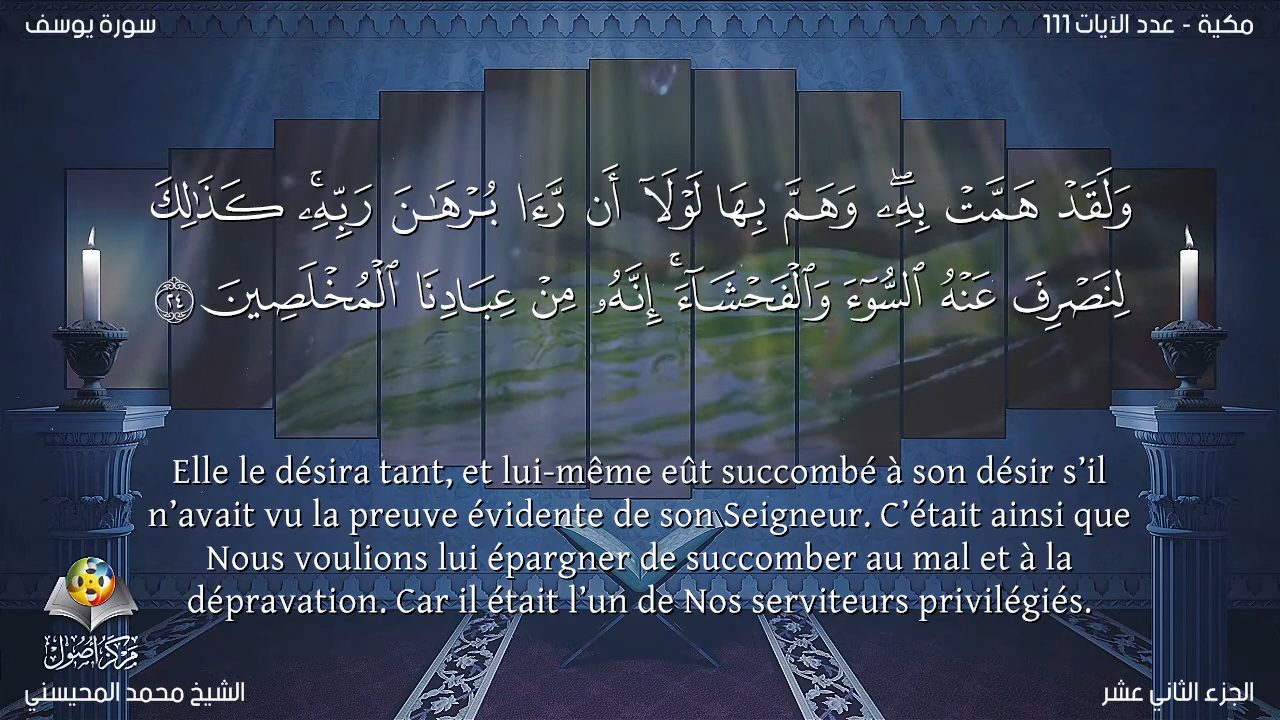 سورة يوسف
مكية - عدد الآيات 111
وَلَقَدْ هَمَّتْ بِهِۦۖ وَهَمَّ بِهَا لَوْلَآ أَن رَّءَا بُرْهَـٰنَ رَبِّهِۦۚ كَذَٰلِكَ
لِنَصْرِفَ عَنْهُ ٱلسُّوٓءَ وَٱلْفَحْشَآءَۚ إِنَّهُۥ مِنْ عِبَادِنَا ٱلْمُخْلَصِينَ ٢٤
Elle le désira tant, et lui-même eût succombé à son désir s’il
n’avait vu la preuve évidente de son Seigneur. C’était ainsi que
Nous voulions lui épargner de succomber au mal et à la
dépravation. Car il était l’un de Nos serviteurs privilégiés.
مركز أصول
الشيخ محمد المحيسني
الجزء الثاني عشر